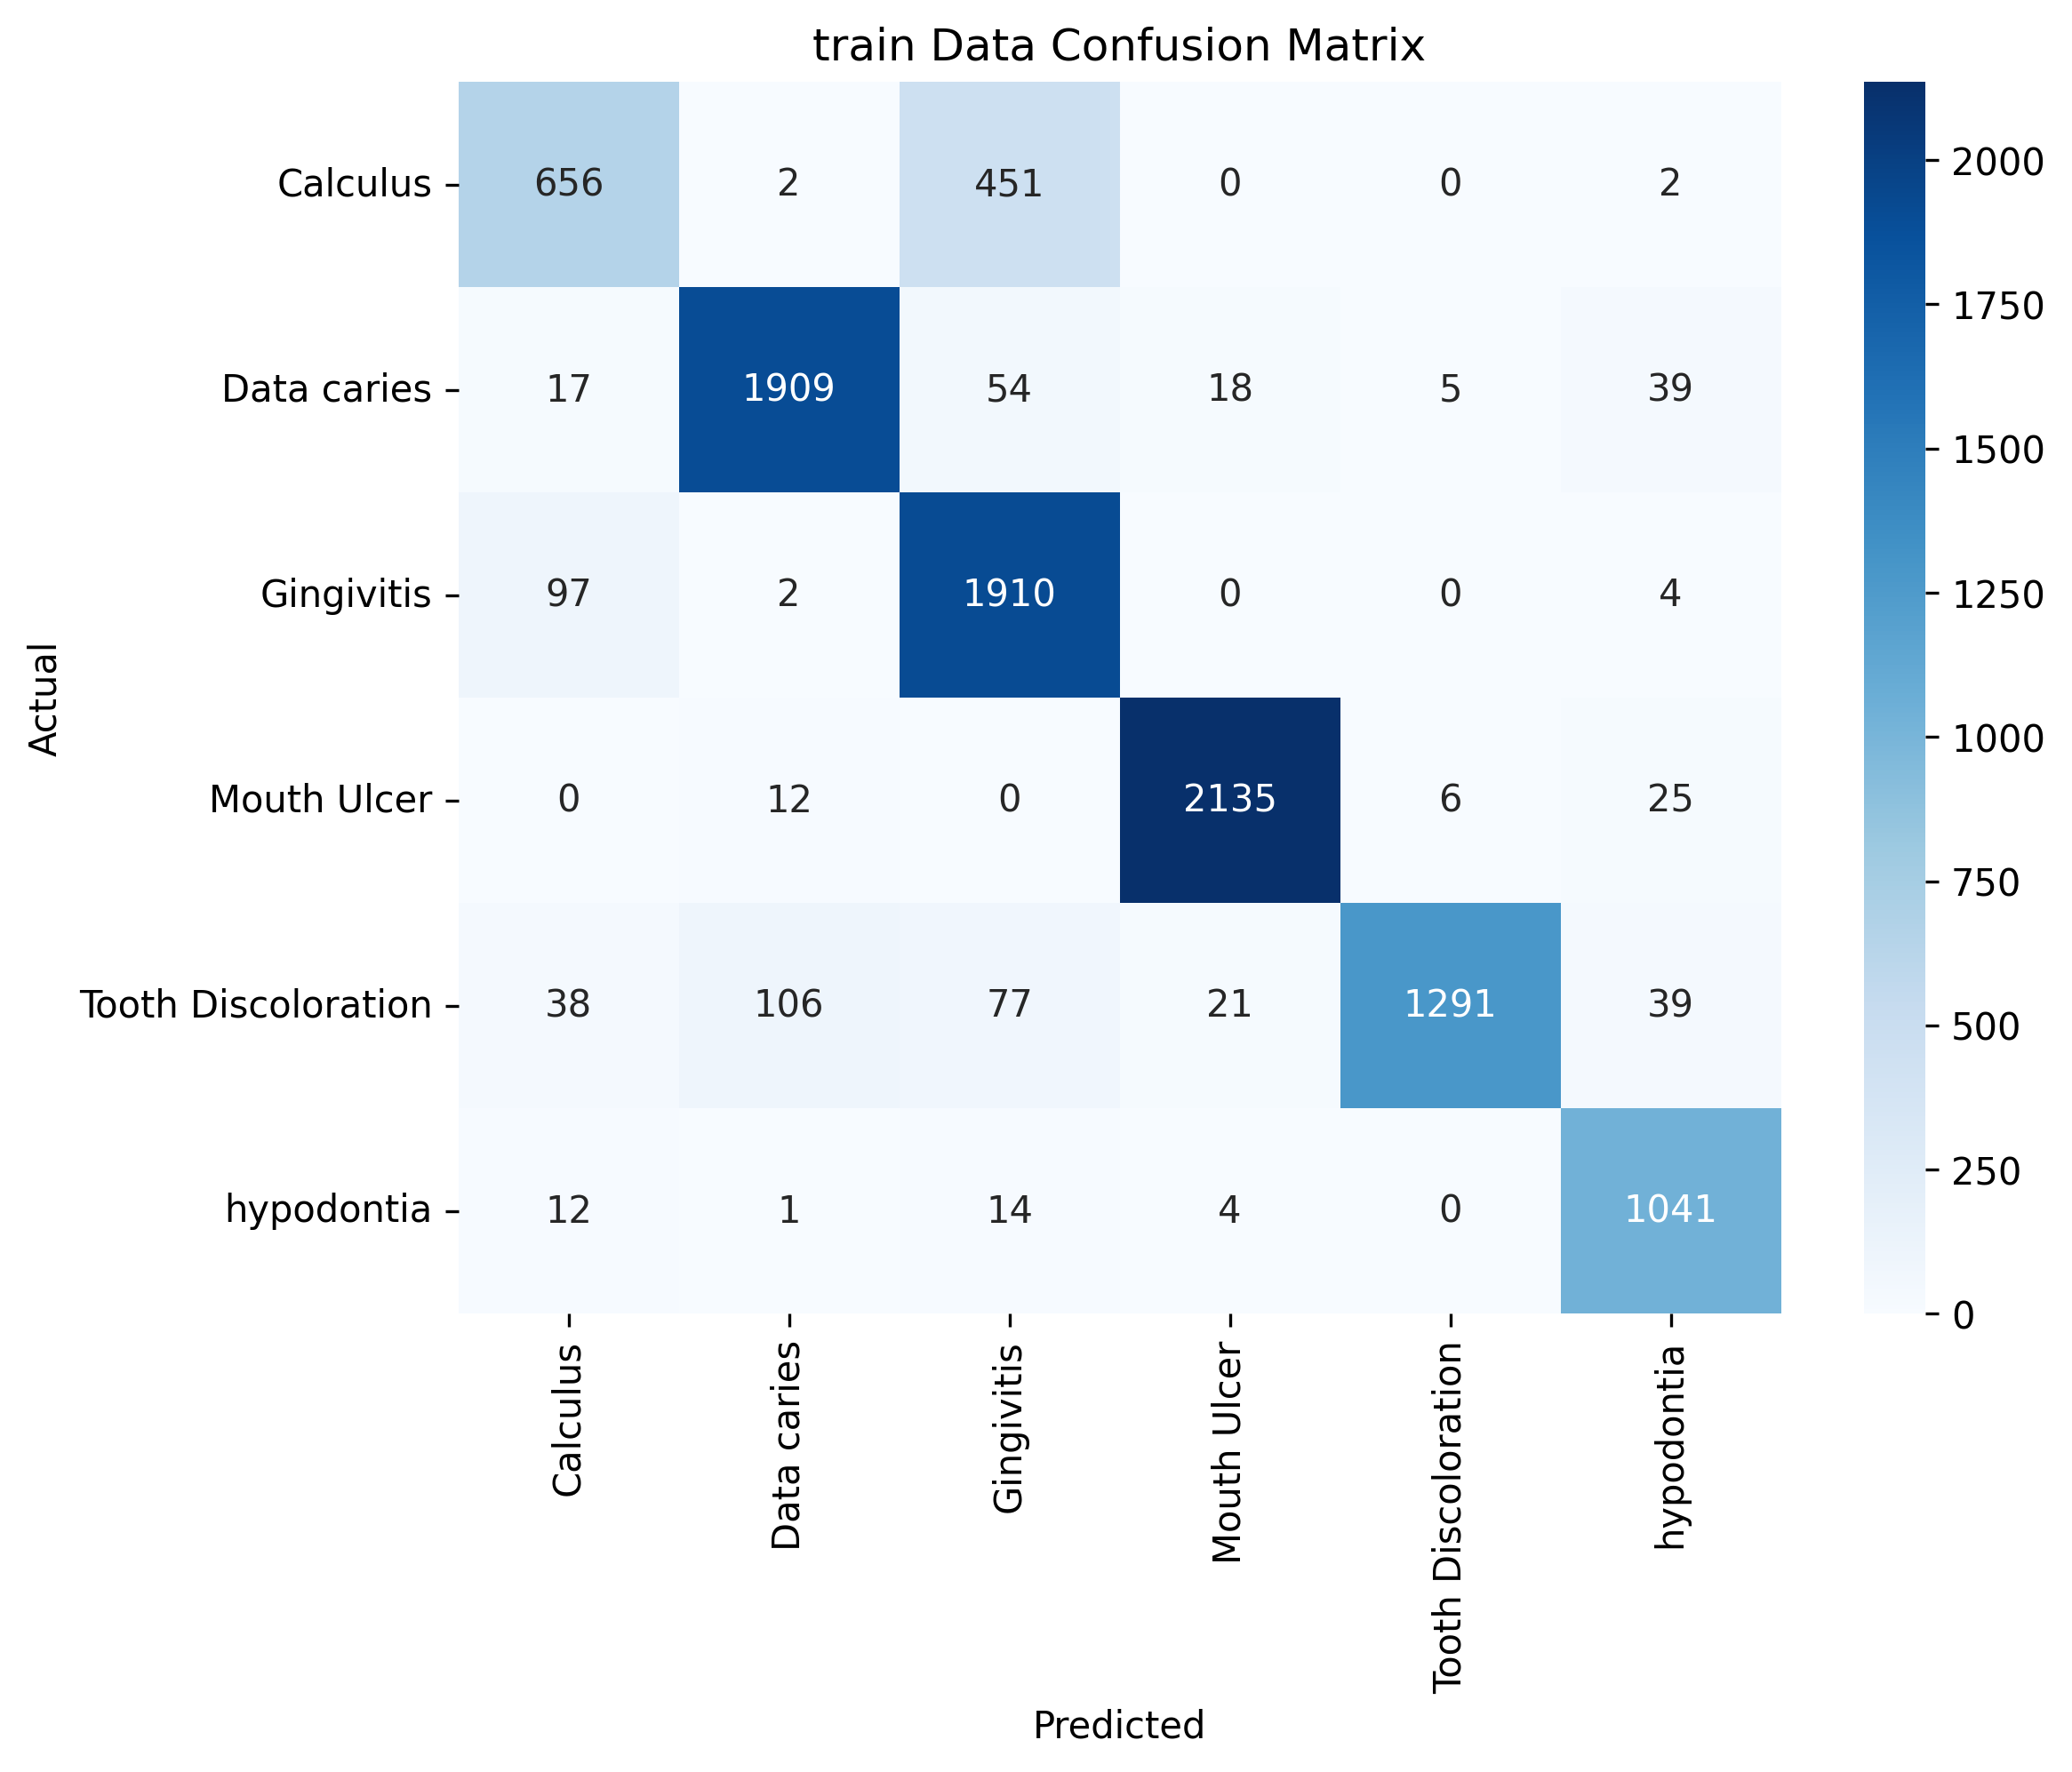 train Data Confusion Matrix
Calculus 656 2 451 0 0 2
Data caries 17 1909 54 18 5 39
Gingivitis 97 2 1910 0 0 4
Mouth Ulcer 0 12 0 2135 6 25
Tooth Discoloration 38 106 77 21 1291 39
hypodontia 12 1 14 4 0 1041
Actual
Calculus
Data caries
Gingivitis
Mouth Ulcer
Tooth Discoloration
hypodontia
Predicted
2000
1750
1500
1250
1000
750
500
250
0